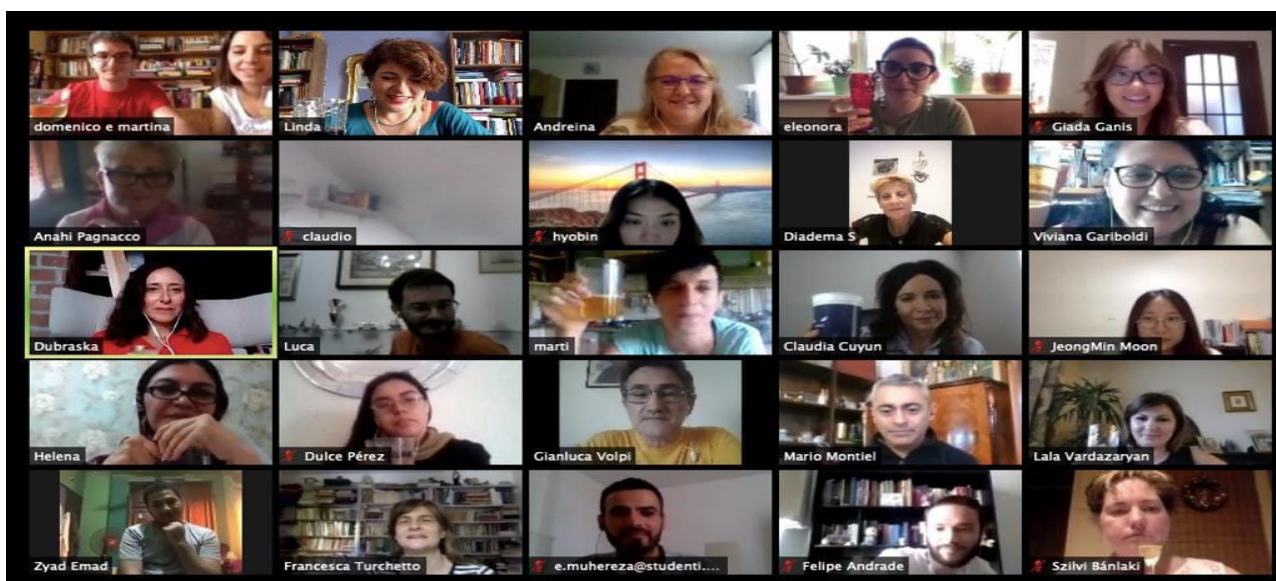 domenico e martina
Linda
Andreina
eleonora
Giada Ganis
Anahi Pagnacco
claudio
hyobin
Diadema S
Viviana Gariboldi
Dubraska
Luca
marti
Claudia Cuyun
JeongMin Moon
Helena
Dulce Pérez
Gianluca Volpi
Mario Montiel
Lala Vardazaryan
Zyad Emad
Francesca Turchetto
e.muhereza@studenti....
Felipe Andrade
Szilvi Bánlaki